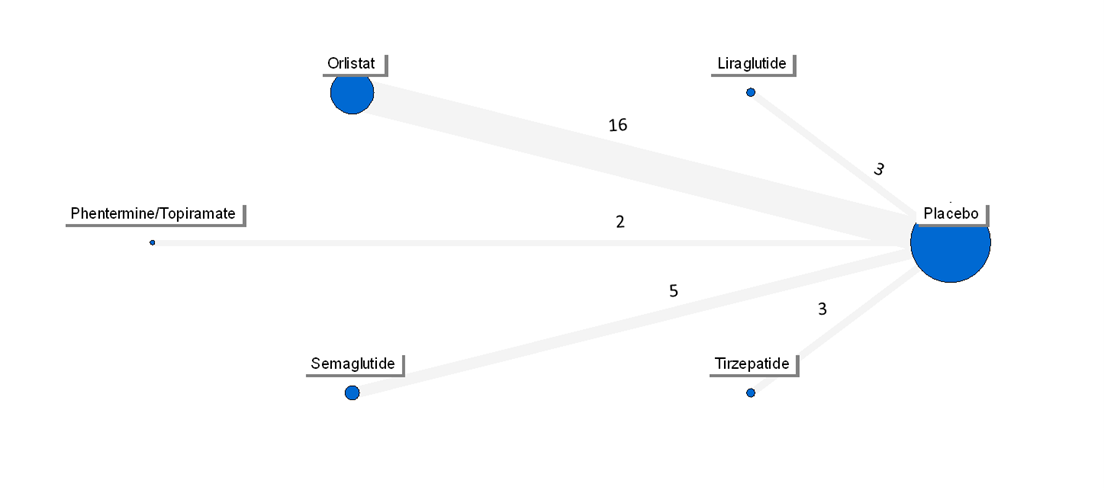 Orlistat
Liraglutide
16
3
Phentermine/Topiramate
2
Placebo
5
3
Semaglutide
Tirzepatide